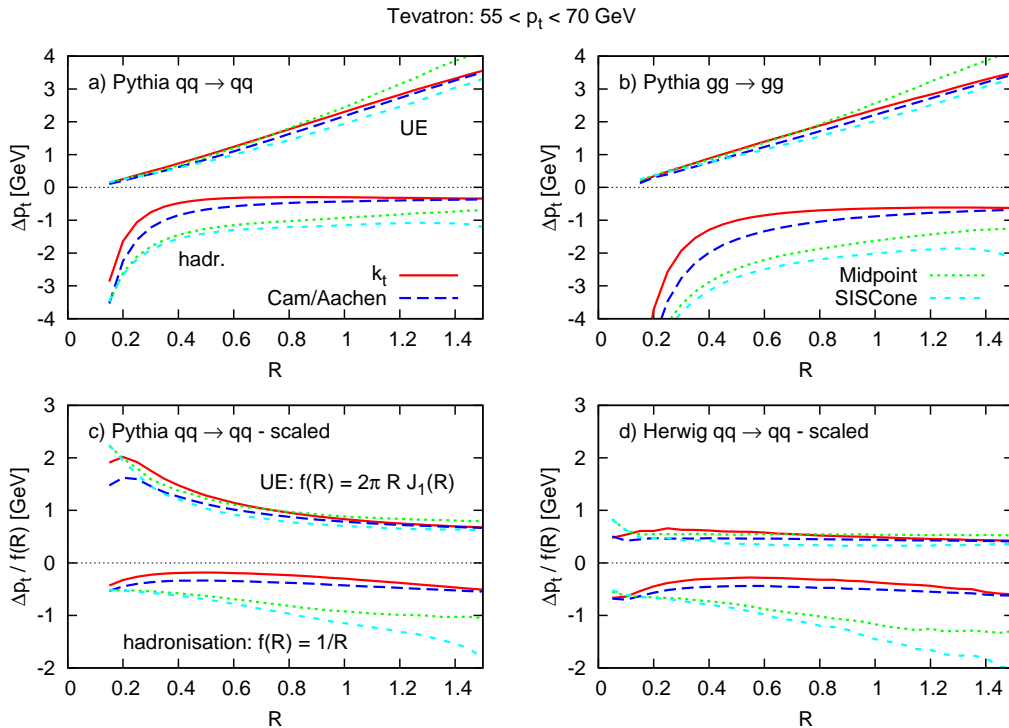 Tevatron: 55 < p_t < 70 GeV
a) Pythia qq → qq
UE
hadr.
k_t
Cam/Aachen
Δp_t [GeV]
4
3
2
1
0
-1
-2
-3
-4
0 0.2 0.4 0.6 0.8 1 1.2 1.4
R
b) Pythia gg → gg
Midpoint
SISCone
Δp_t [GeV]
4
3
2
1
0
-1
-2
-3
-4
0 0.2 0.4 0.6 0.8 1 1.2 1.4
R
c) Pythia qq → qq - scaled
UE: f(R) = 2π R J_1(R)
hadronisation: f(R) = 1/R
Δp_t / f(R) [GeV]
3
2
1
0
-1
-2
0 0.2 0.4 0.6 0.8 1 1.2 1.4
R
d) Herwig qq → qq - scaled
Δp_t / f(R) [GeV]
3
2
1
0
-1
-2
0 0.2 0.4 0.6 0.8 1 1.2 1.4
R